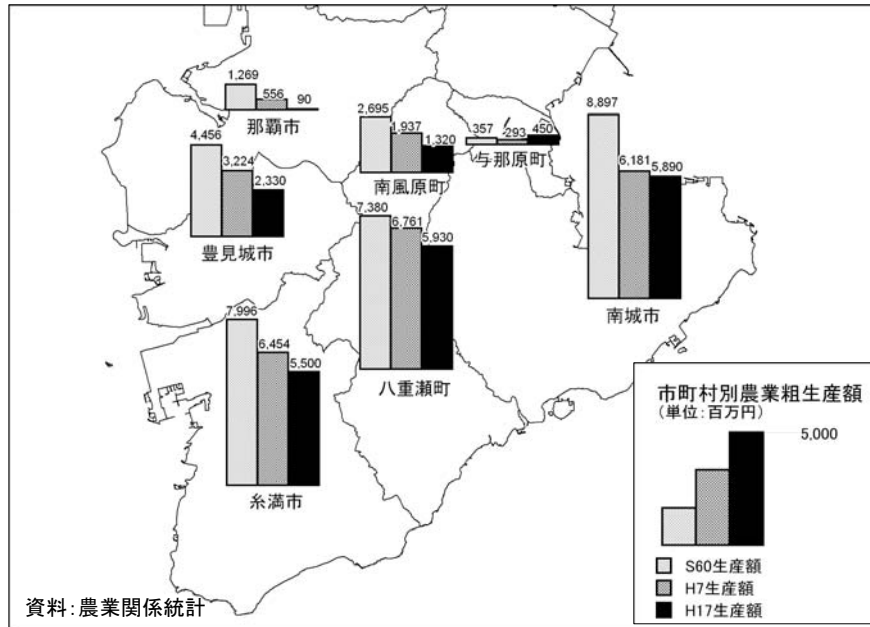 1,269
556
90
那覇市
4,456
3,224
2,330
豊見城市
2,695
1,937
1,320
南風原町
357
293
450
与那原町
8,897
6,181
5,890
南城市
7,380
6,761
5,930
八重瀬町
7,996
6,454
5,500
糸満市
市町村別農業粗生産額
(単位:百万円)
5,000
S60生産額
H7生産額
H17生産額
資料:農業関係統計